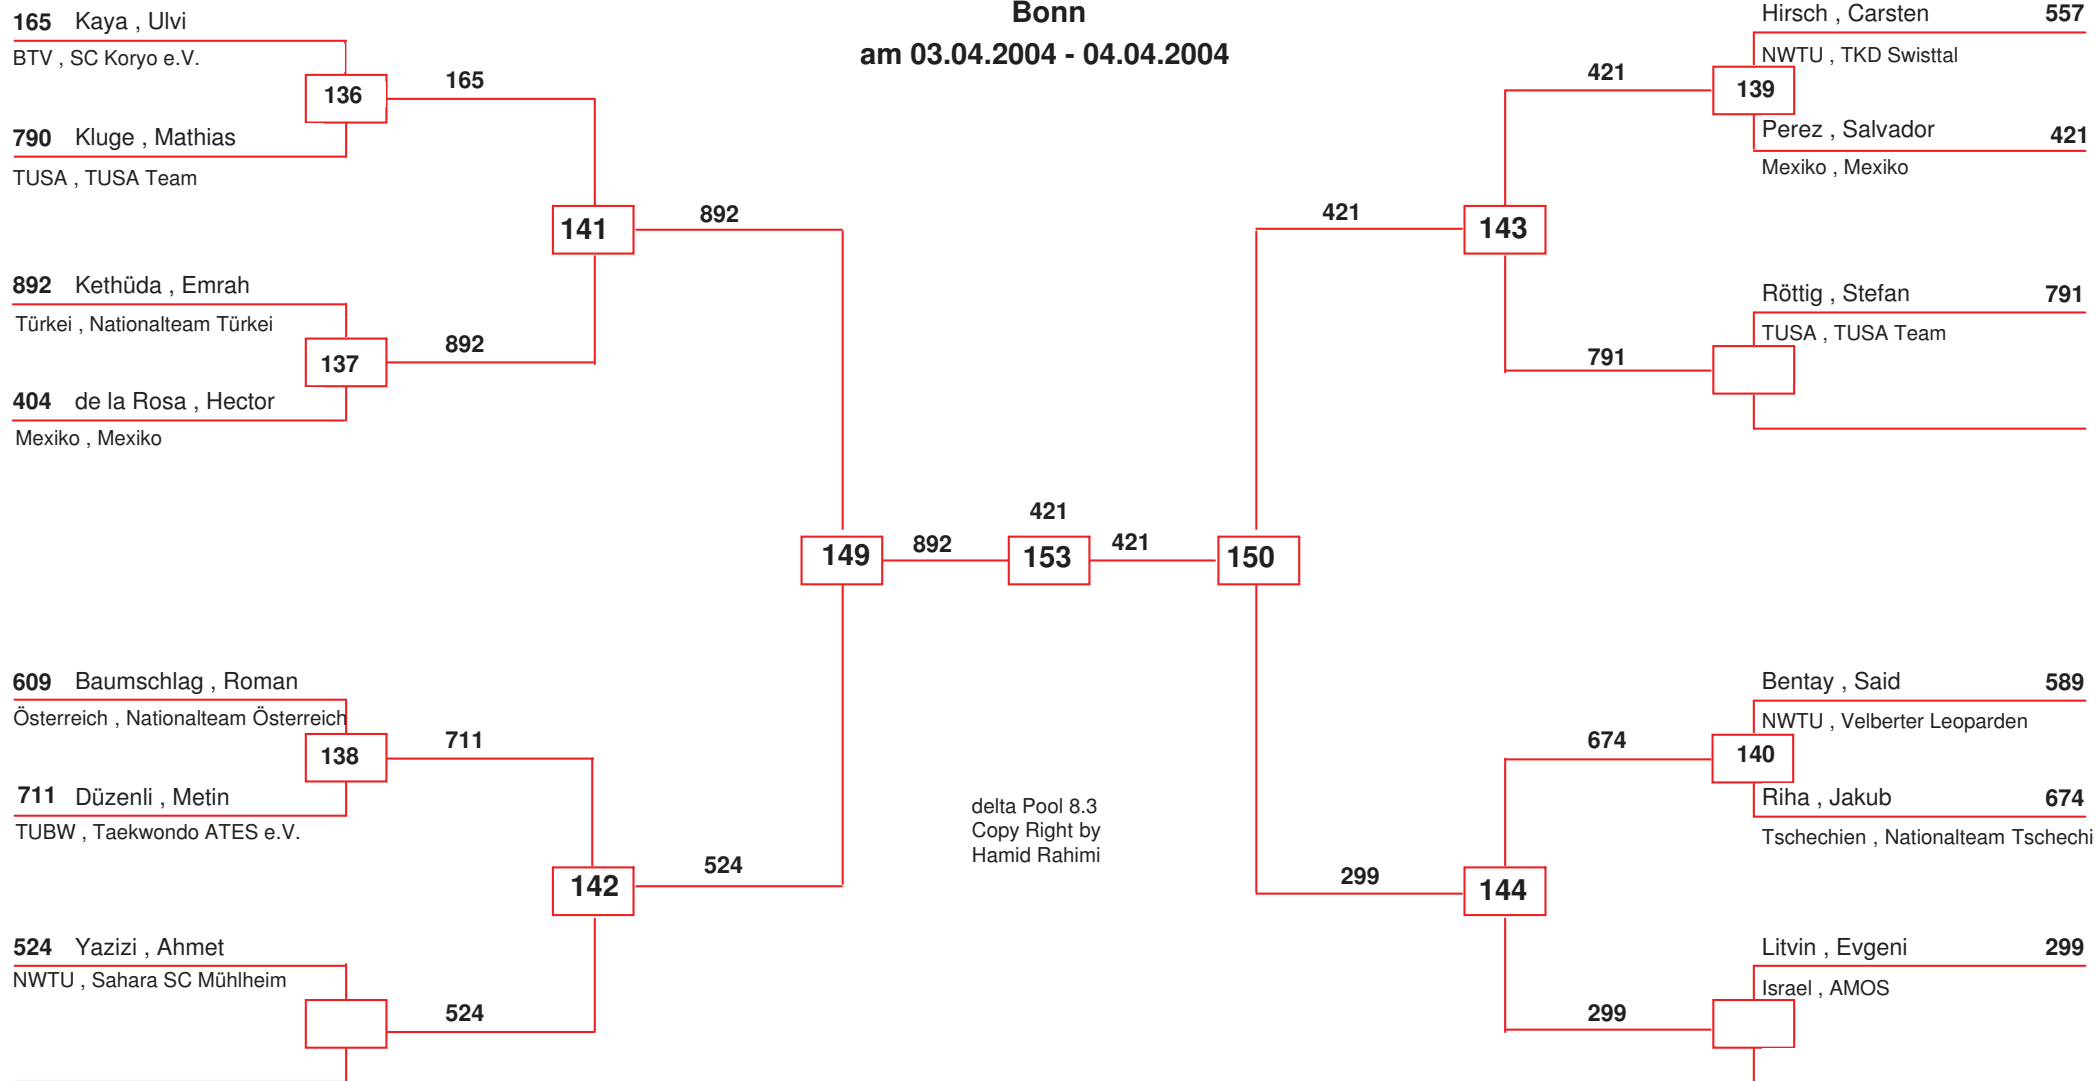 Bonn
am 03.04.2004 - 04.04.2004
165 Kaya , Ulvi
BTV , SC Koryo e.V.
136
165
790 Kluge , Mathias
TUSA , TUSA Team
141
892
892 Kethüda , Emrah
Türkei , Nationalteam Türkei
137
892
404 de la Rosa , Hector
Mexiko , Mexiko
149
892
421
153
421
150
609 Baumschlag , Roman
Österreich , Nationalteam Österreich
138
711
711 Düzenli , Metin
TUBW , Taekwondo ATES e.V.
142
524
524 Yazizi , Ahmet
NWTU , Sahara SC Mühlheim
524
delta Pool 8.3
Copy Right by
Hamid Rahimi
Hirsch , Carsten 557
NWTU , TKD Swisttal
421
139
Perez , Salvador 421
Mexiko , Mexiko
421
143
Röttig , Stefan 791
TUSA , TUSA Team
791
Bentay , Said 589
NWTU , Velberter Leoparden
674
140
Riha , Jakub 674
Tschechien , Nationalteam Tschechi
299
144
Litvin , Evgeni 299
Israel , AMOS
299